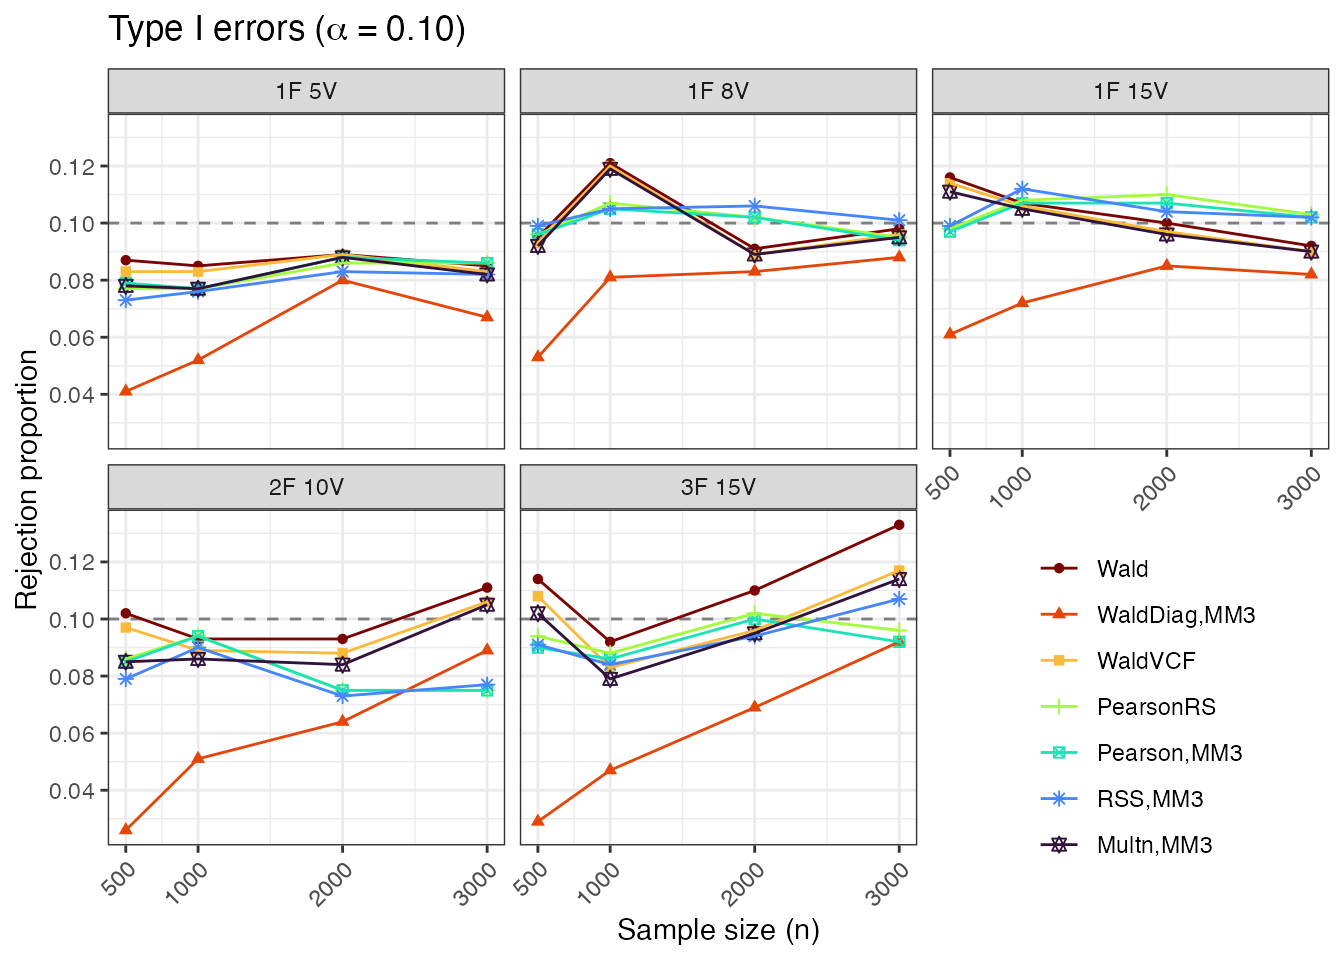 Type I errors (α = 0.10)
1F 5V
1F 8V
1F 15V
0.12
0.10
0.08
0.06
0.04
500
1000
2000
3000
Rejection proportion
2F 10V
3F 15V
0.12
0.10
0.08
0.06
0.04
Wald
WaldDiag,MM3
WaldVCF
PearsonRS
Pearson,MM3
RSS,MM3
Multn,MM3
500
1000
2000
3000
500
1000
2000
3000
Sample size (n)